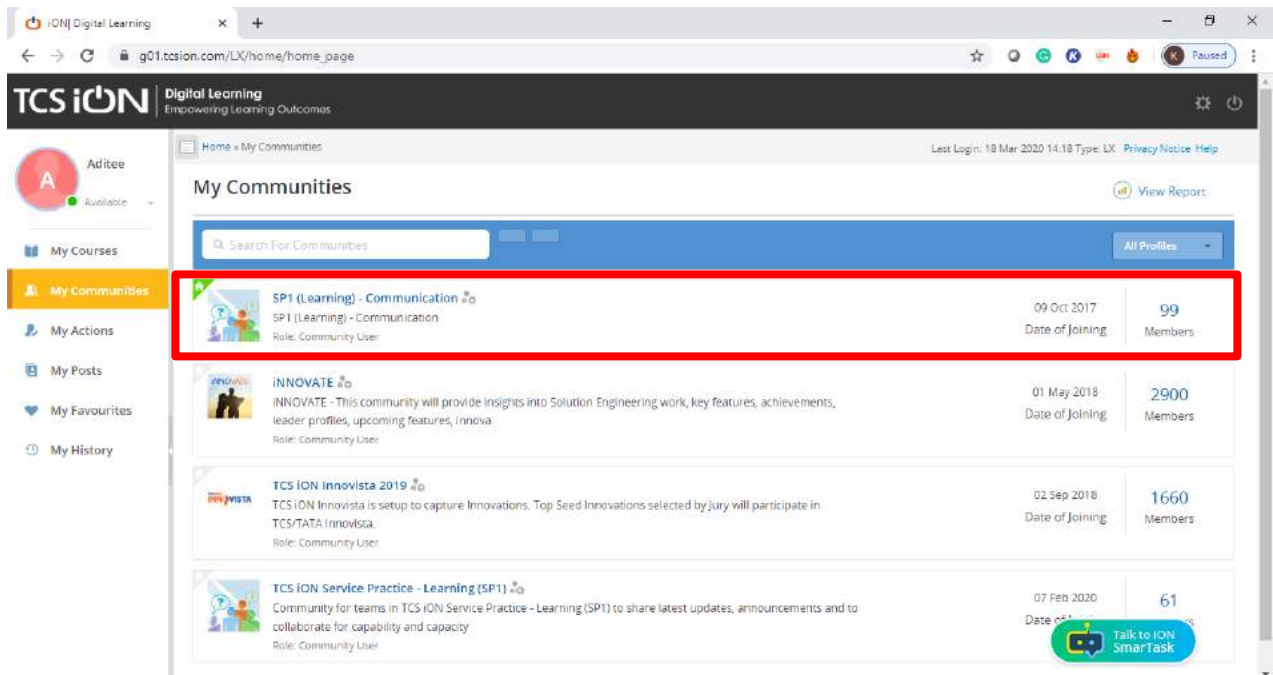 iON| Digital Learning
g01.tcsion.com/LX/home/home_page
K Paused
TCS iON Digital Learning
Empowering Learning Outcomes
Home » My Communities
Last Login: 18 Mar 2020 14:18 Type: LX Privacy Notice Help
A Aditee
Available
My Communities
View Report
Search For Communities
All Profiles
My Courses
My Communities
My Actions
My Posts
My Favourites
My History
SP1 (Learning) - Communication
SP1 (Learning) - Communication
Role: Community User
09 Oct 2017
Date of Joining
99
Members
iNNOVATE
iNNOVATE - This community will provide insights into Solution Engineering work, key features, achievements,
leader profiles, upcoming features, innova
Role: Community User
01 May 2018
Date of Joining
2900
Members
TCS iON Innovista 2019
TCS iON Innovista is setup to capture Innovations. Top Seed Innovations selected by Jury will participate in
TCS/TATA Innovista.
Role: Community User
02 Sep 2018
Date of Joining
1660
Members
TCS iON Service Practice - Learning (SP1)
Community for teams in TCS iON Service Practice - Learning (SP1) to share latest updates, announcements and to
collaborate for capability and capacity
Role: Community User
07 Feb 2020
Date
61
Talk to iON
SmarTask